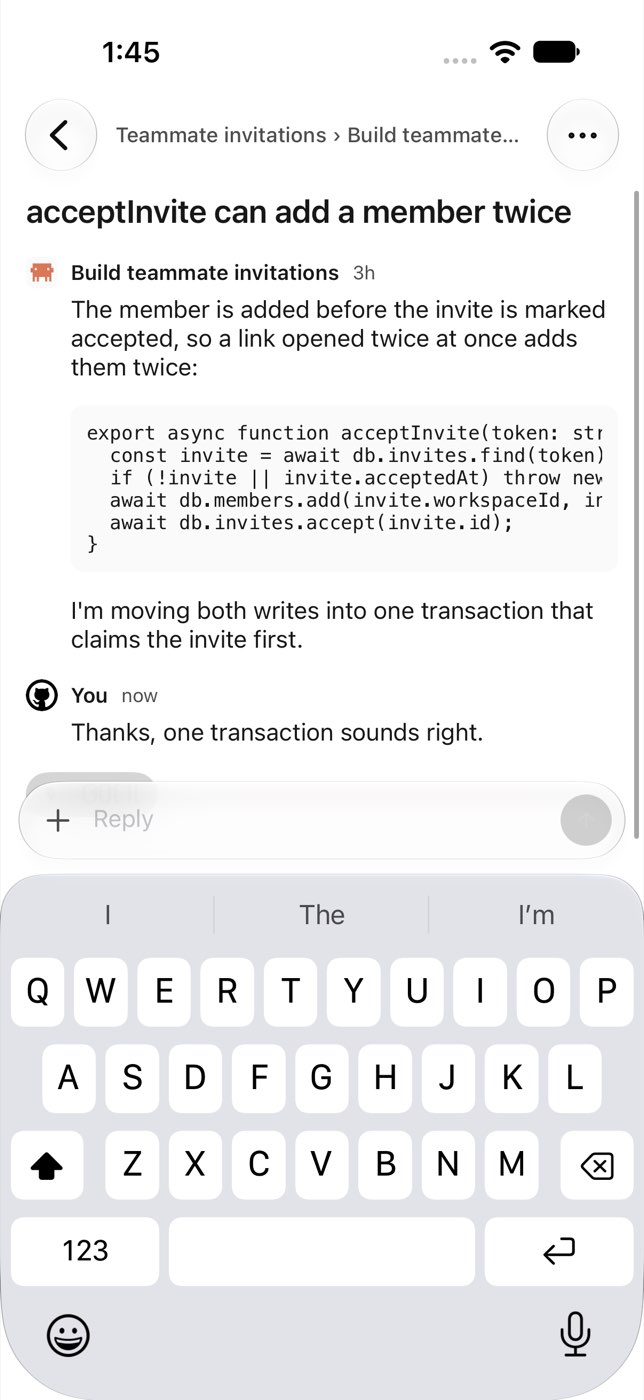 1:45
Teammate invitations › Build teammate...
acceptInvite can add a member twice
Build teammate invitations 3h
The member is added before the invite is marked
accepted, so a link opened twice at once adds
them twice:
export async function acceptInvite(token: str
const invite = await db.invites.find(token)
if (!invite || invite.acceptedAt) throw new
await db.members.add(invite.workspaceId, in
await db.invites.accept(invite.id);
}
I'm moving both writes into one transaction that
claims the invite first.
You now
Thanks, one transaction sounds right.
Reply
I The I’m
Q W E R T Y U I O P
A S D F G H J K L
Z X C V B N M
123